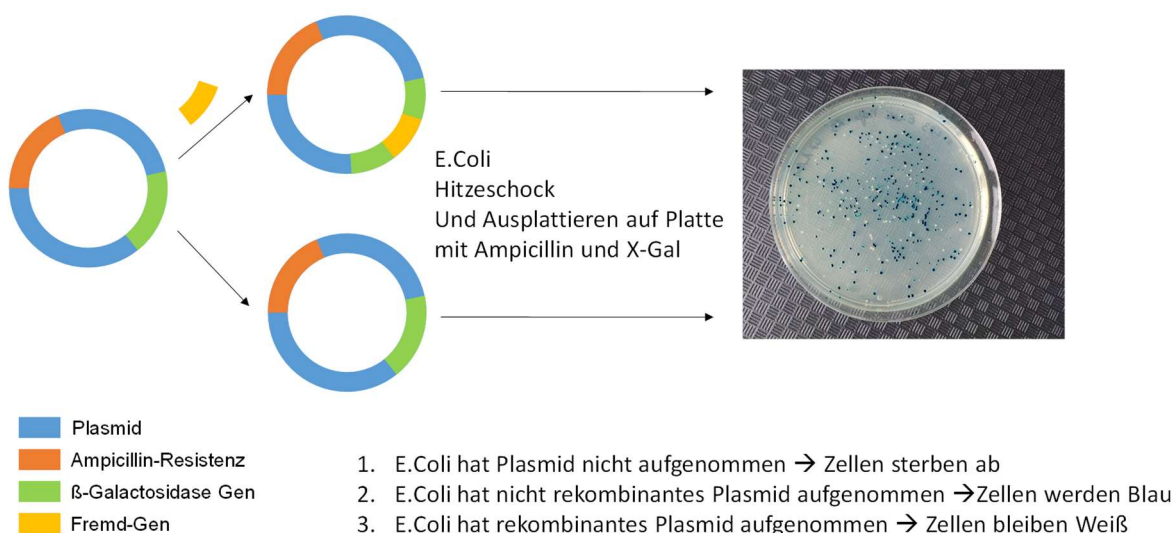 E.Coli
Hitzeschock
Und Ausplattieren auf Platte
mit Ampicillin und X-Gal
Plasmid
Ampicillin-Resistenz
ß-Galactosidase Gen
Fremd-Gen
1. E.Coli hat Plasmid nicht aufgenommen → Zellen sterben ab
2. E.Coli hat nicht rekombinantes Plasmid aufgenommen →Zellen werden Blau
3. E.Coli hat rekombinantes Plasmid aufgenommen → Zellen bleiben Weiß